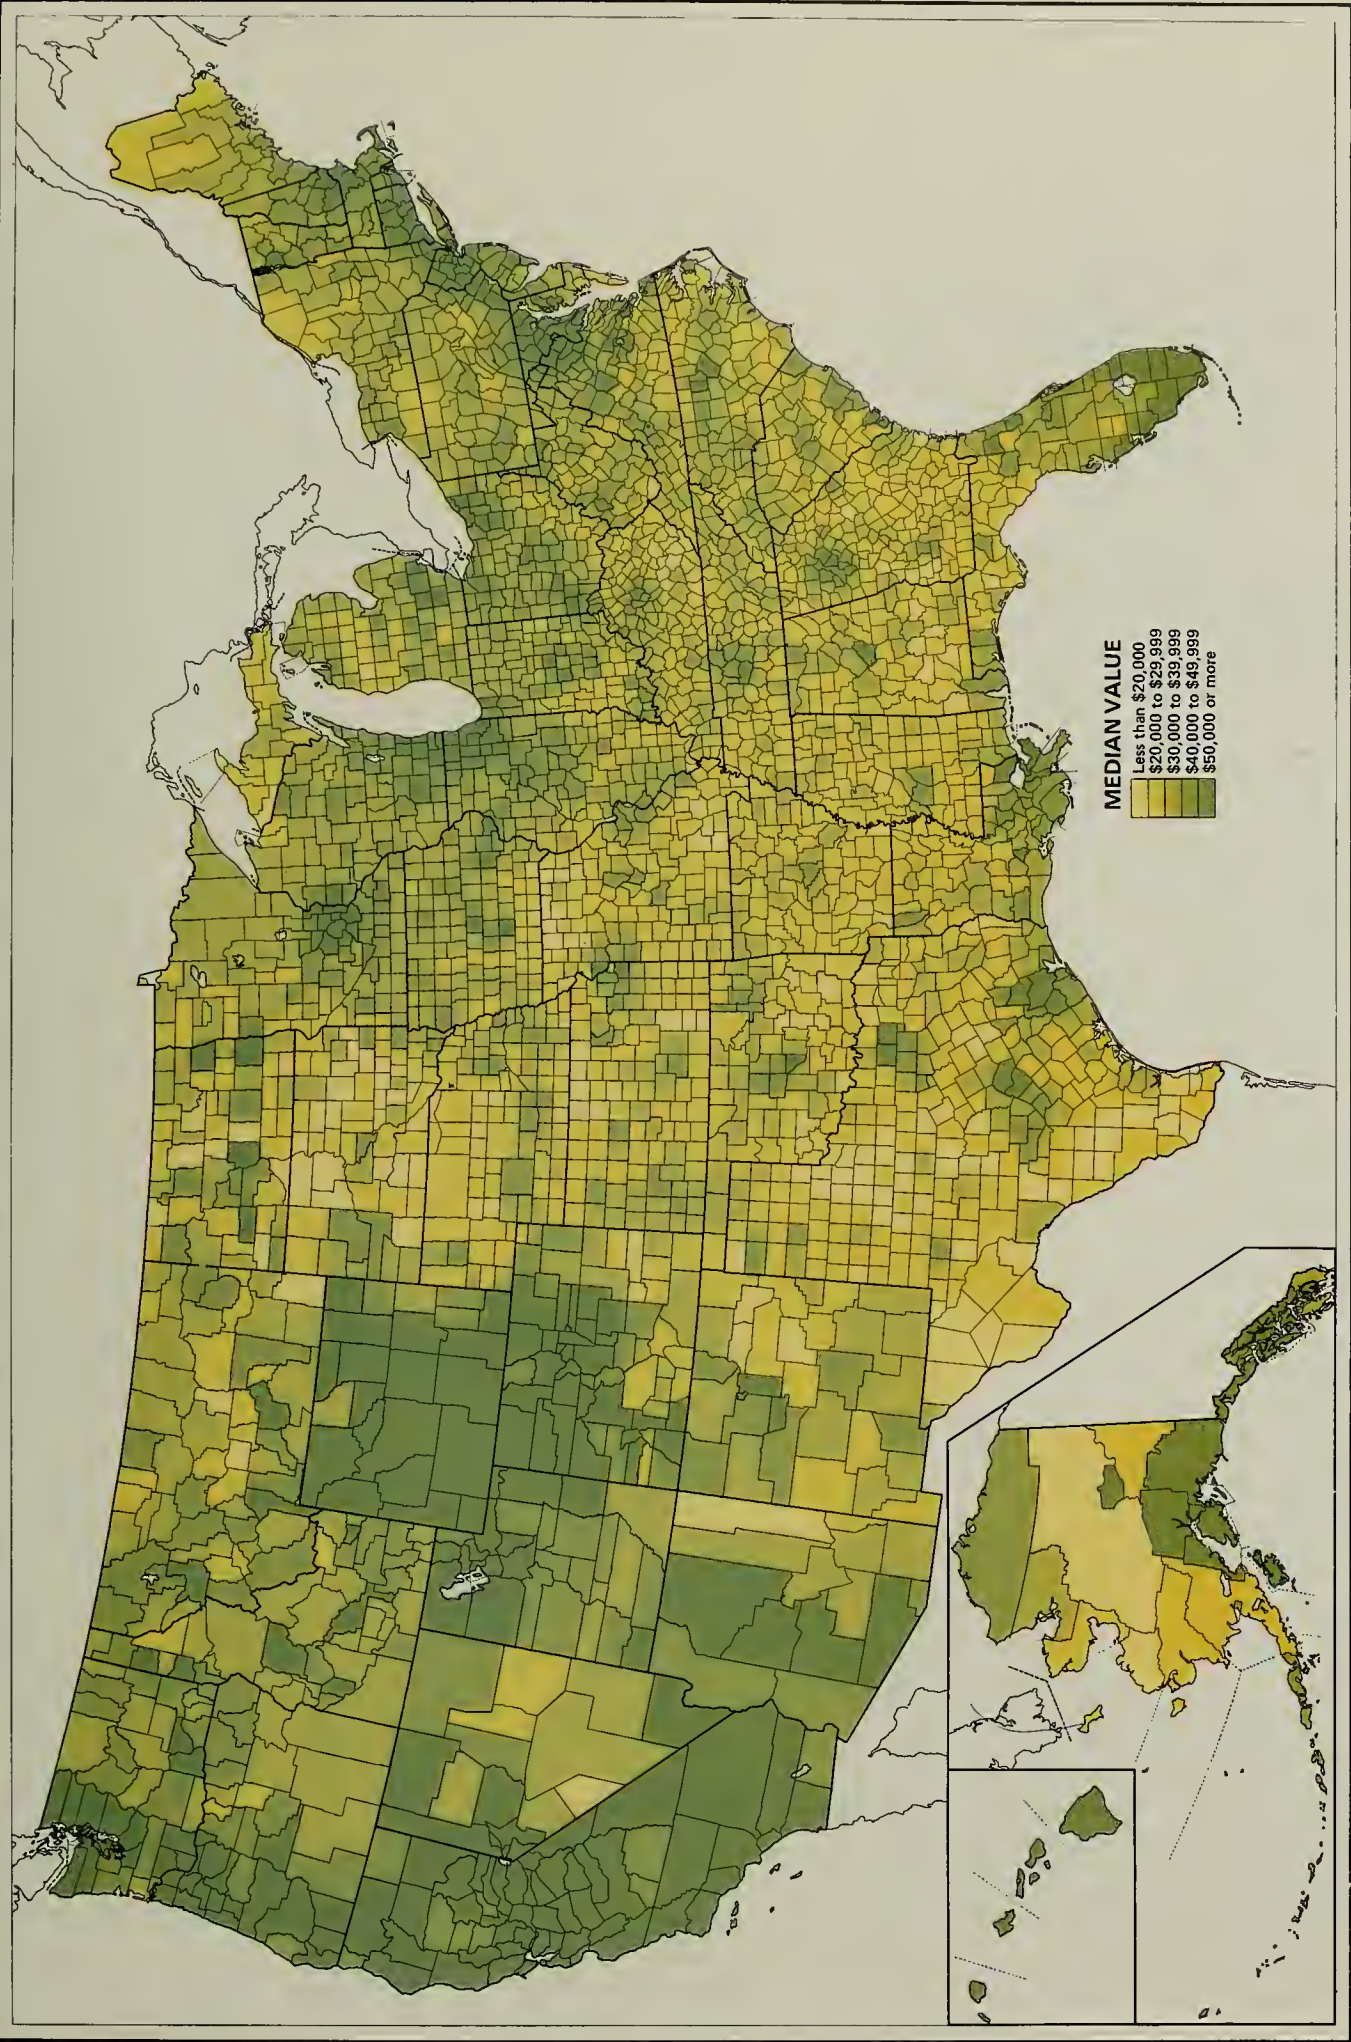 MEDIAN VALUE
Less than $20,000
$20,000 to $29,999
$30,000 to $39,999
$40,000 to $49,999
$50,000 or more